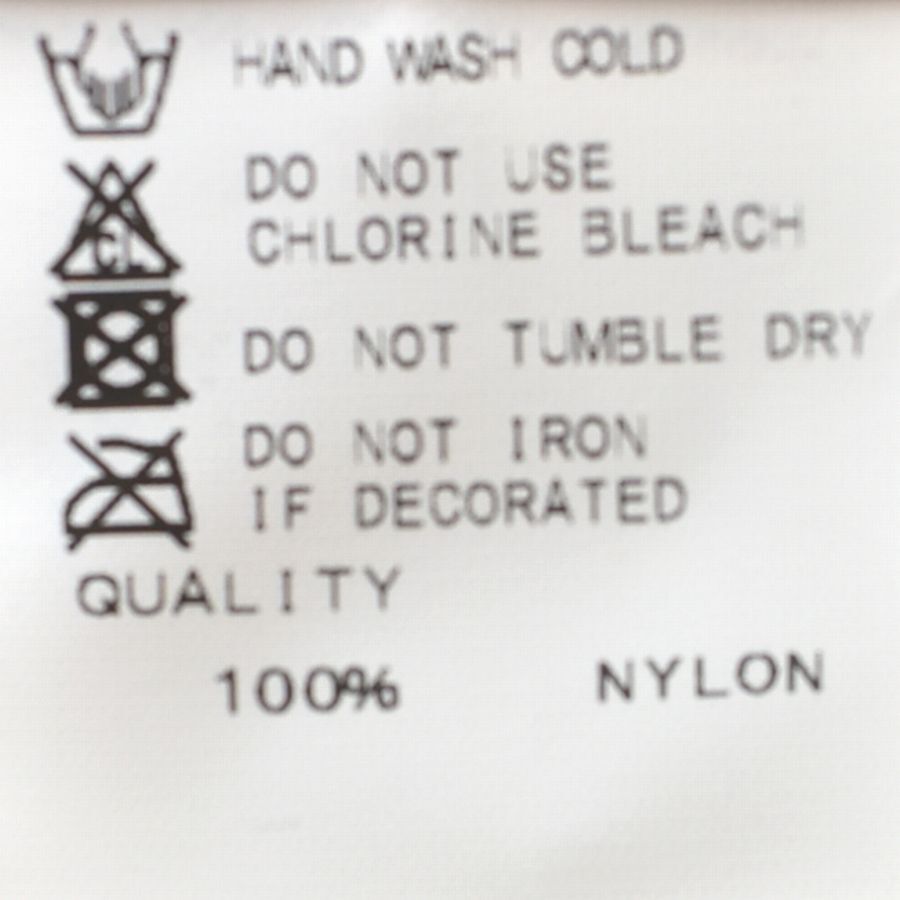 HAND WASH COLD
DO NOT USE
CHLORINE BLEACH
CL
DO NOT TUMBLE DRY
DO NOT IRON
IF DECORATED
QUALITY
100% NYLON